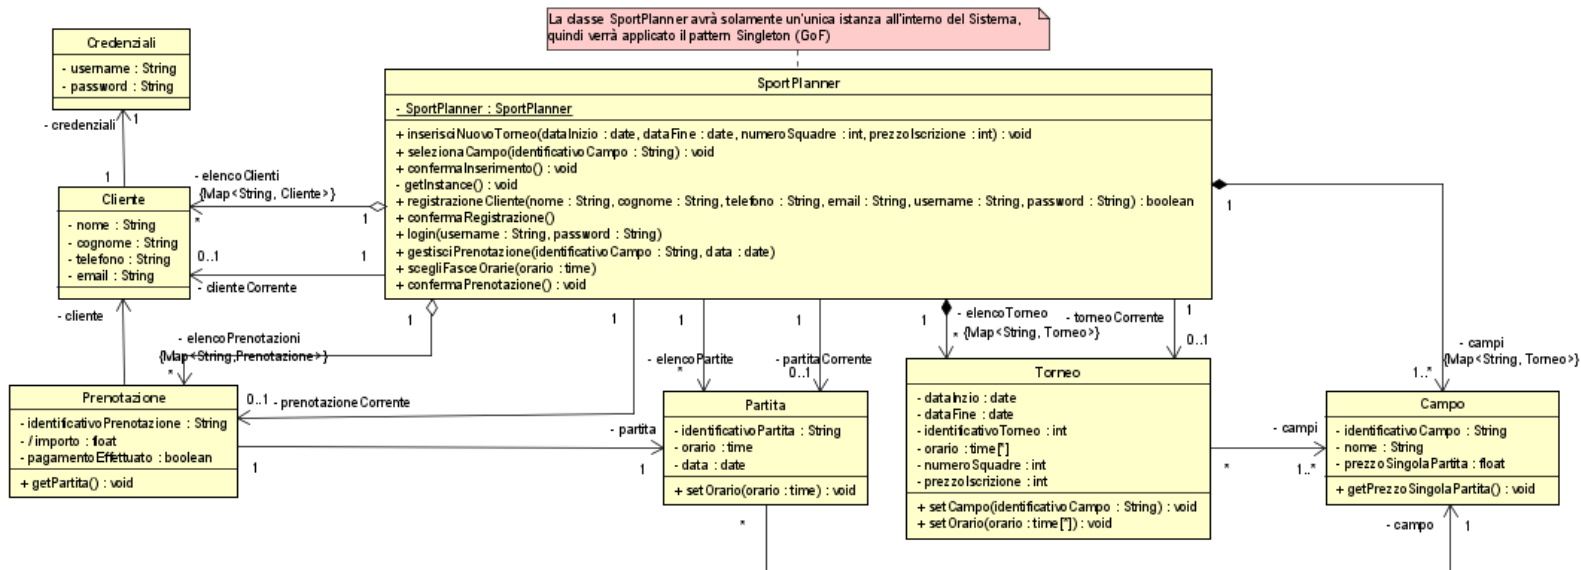 La classe SportPlanner avrà solamente un'unica istanza all'interno del Sistema,
quindi verrà applicato il pattern Singleton (GoF)
Credenziali
- username : String
- password : String
- credenziali
1
1
Cliente
- nome : String
- cognome : String
- telefono : String
- email : String
- elencoClienti
{Map<String, Cliente>}
*
1
0..1
1
- clienteCorrente
SportPlanner
- SportPlanner : SportPlanner
+ inserisciNuovoTorneo(dataInizio : date, dataFine : date, numeroSquadre : int, prezzoIscrizione : int) : void
+ selezionaCampo(identificativoCampo : String) : void
+ confermaInserimento() : void
- getInstance() : void
+ registrazioneCliente(nome : String, cognome : String, telefono : String, email : String, username : String, password : String) : boolean
+ confermaRegistrazione()
+ login(username : String, password : String)
+ gestisciPrenotazione(identificativoCampo : String, data : date)
+ scegliFasceOrarie(orario : time)
+ confermaPrenotazione() : void
1
- cliente
1
- elencoPrenotazioni
{Map<String,Prenotazione>}
*
1
0..1
- prenotazioneCorrente
1
- elencoPartite
*
1
- partitaCorrente
0..1
1
- elencoTorneo
* {Map<String, Torneo>}
- torneoCorrente
1
0..1
- campi
{Map<String, Torneo>}
1..*
Prenotazione
- identificativoPrenotazione : String
- / importo : float
- pagamentoEffettuato : boolean
+ getPartita() : void
- partita
1
1
Partita
- identificativoPartita : String
- orario : time
- data : date
+ setOrario(orario : time) : void
*
Torneo
- dataInzio : date
- dataFine : date
- identificativoTorneo : int
- orario : time[*]
- numeroSquadre : int
- prezzoIscrizione : int
+ setCampo(identificativoCampo : String) : void
+ setOrario(orario : time[*]) : void
- campi
*
1..*
Campo
- identificativoCampo : String
- nome : String
- prezzoSingolaPartita : float
+ getPrezzoSingolaPartita() : void
- campo
1